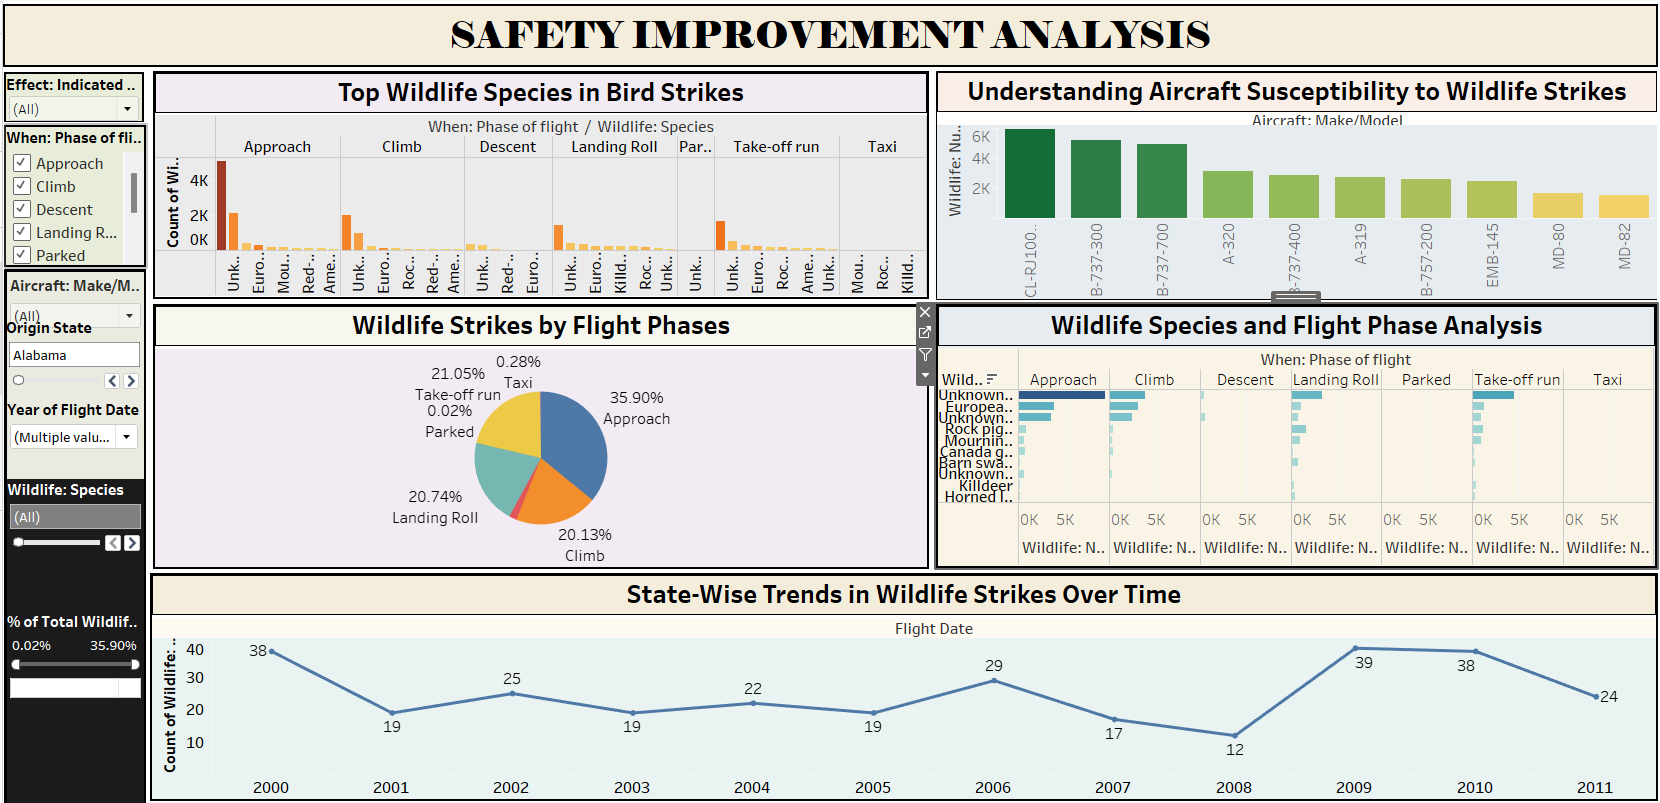 SAFETY IMPROVEMENT ANALYSIS
Effect: Indicated ..
(All)
When: Phase of fli..
Approach
Climb
Descent
Landing R...
Parked
Aircraft: Make/M..
(All)
Origin State
Alabama
Year of Flight Date
(Multiple valu...
Wildlife: Species
(All)
% of Total Wildlif..
0.02% 35.90%
Top Wildlife Species in Bird Strikes
When: Phase of flight / Wildlife: Species
Approach Climb Descent Landing Roll Par.. Take-off run Taxi
Count of Wi..
4K
2K
0K
Unk.. Euro.. Mou.. Red-.. Ame.. Unk.. Euro.. Roc.. Red-.. Ame.. Unk.. Red-.. Euro.. Unk.. Euro.. Killd.. Roc.. Unk.. Unk.. Unk.. Euro.. Roc.. Ame.. Unk.. Mou.. Roc.. Killd..
Understanding Aircraft Susceptibility to Wildlife Strikes
Aircraft: Make/Model
Wildlife: Nu..
6K
4K
2K
CL-RJ100.. B-737-300 B-737-700 A-320 B-737-400 A-319 B-757-200 EMB-145 MD-80 MD-82
Wildlife Strikes by Flight Phases
0.28%
Taxi
21.05%
Take-off run
0.02%
Parked
35.90%
Approach
20.74%
Landing Roll
20.13%
Climb
Wildlife Species and Flight Phase Analysis
When: Phase of flight
Wild.. Approach Climb Descent Landing Roll Parked Take-off run Taxi
Unknown..
Europea..
Unknown..
Rock pig..
Mournin..
Canada g..
Barn swa..
Unknown..
Killdeer
Horned l..
0K 5K 0K 5K 0K 5K 0K 5K 0K 5K 0K 5K 0K 5K
Wildlife: N.. Wildlife: N.. Wildlife: N.. Wildlife: N.. Wildlife: N.. Wildlife: N.. Wildlife: N..
State-Wise Trends in Wildlife Strikes Over Time
Flight Date
Count of Wildlife: ..
40
30
20
10
38 19 25 19 22 19 29 17 12 39 38 24
2000 2001 2002 2003 2004 2005 2006 2007 2008 2009 2010 2011